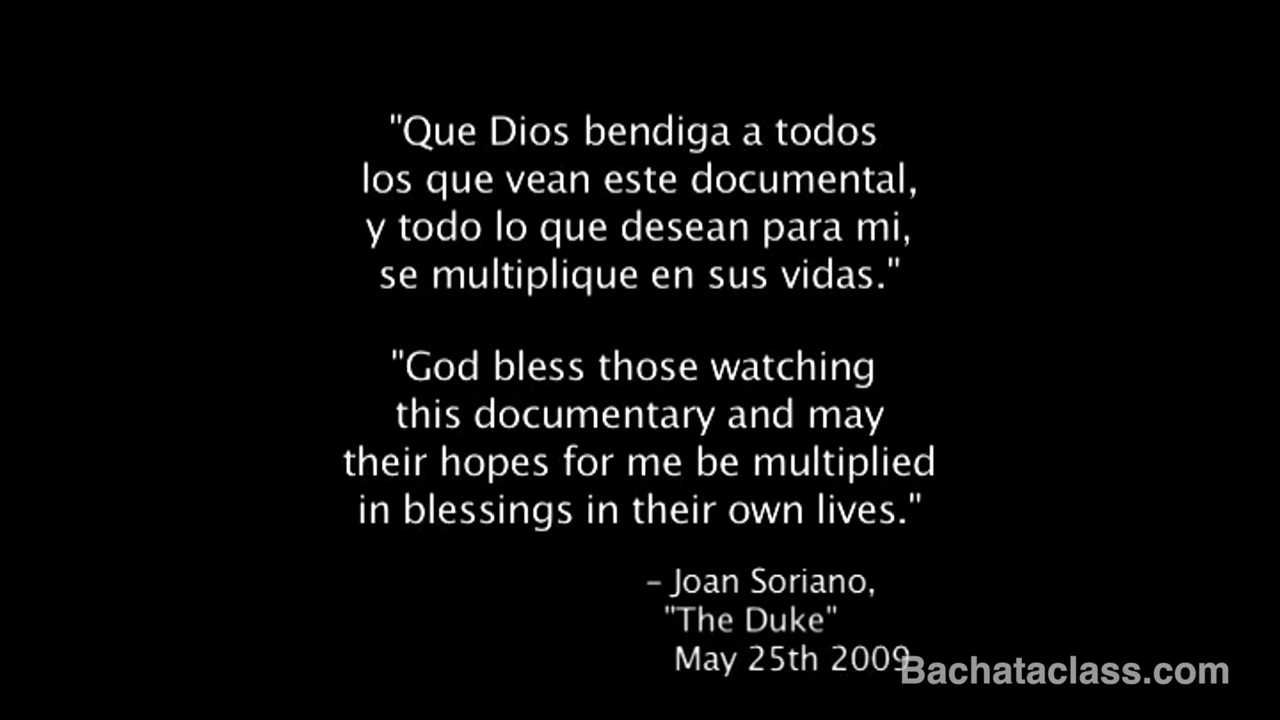 "Que Dios bendiga a todos
los que vean este documental,
y todo lo que desean para mi,
se multiplique en sus vidas."
"God bless those watching
this documentary and may
their hopes for me be multiplied
in blessings in their own lives."
– Joan Soriano,
"The Duke"
May 25th 2009
Bachataclass.com